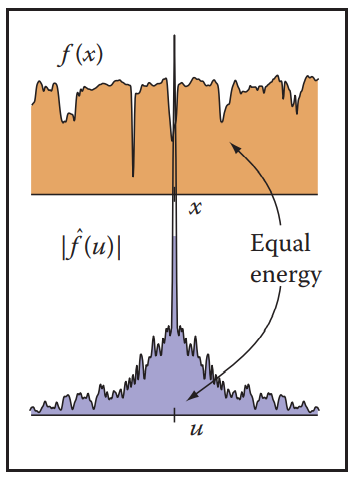 f(x)
x
|f̂(u)|
Equal
energy
u